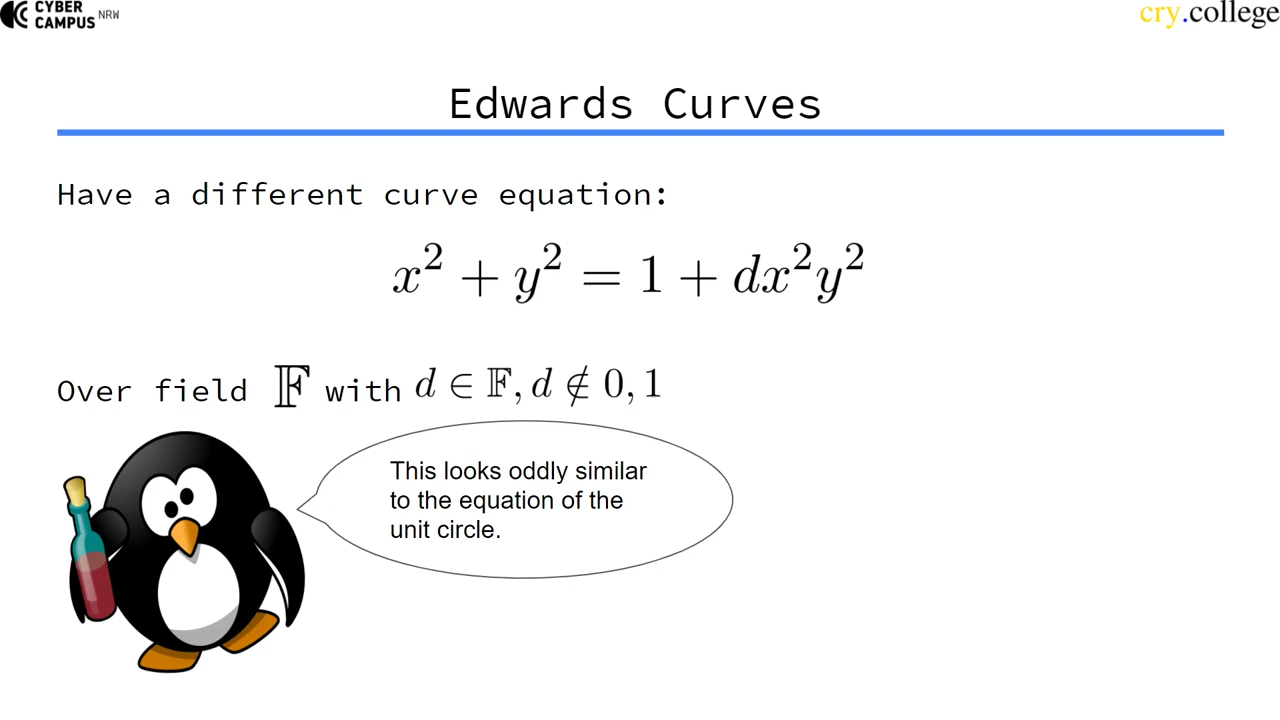 CYBER
CAMPUS NRW
cry.college
Edwards Curves
Have a different curve equation:
x² + y² = 1 + dx²y²
Over field 𝔽 with d ∈ 𝔽, d ∉ 0, 1
This looks oddly similar
to the equation of the
unit circle.